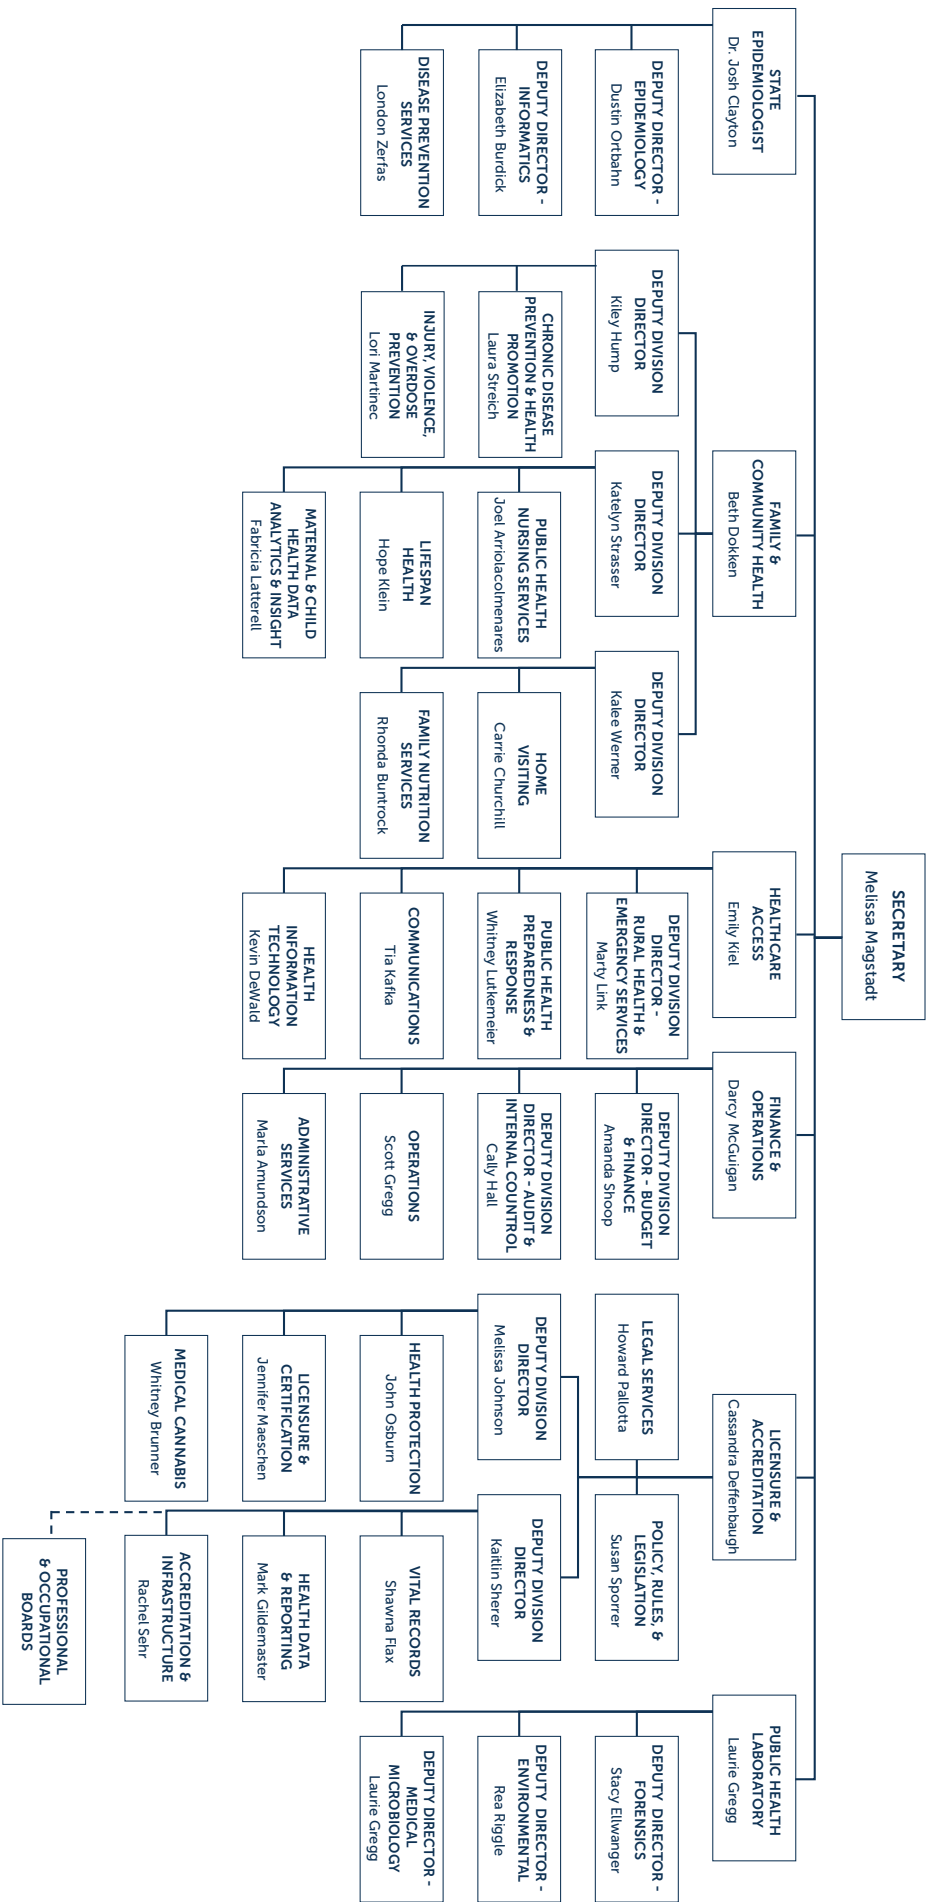 SECRETARY
Melissa Magstadt
STATE
EPIDEMIOLOGIST
Dr. Josh Clayton
DEPUTY DIRECTOR -
EPIDEMIOLOGY
Dustin Ortbahn
DEPUTY DIRECTOR -
INFORMATICS
Elizabeth Burdick
DISEASE PREVENTION
SERVICES
London Zerfas
FAMILY &
COMMUNITY HEALTH
Beth Dokken
DEPUTY DIVISION
DIRECTOR
Kiley Hump
CHRONIC DISEASE
PREVENTION & HEALTH
PROMOTION
Laura Streich
INJURY, VIOLENCE,
& OVERDOSE
PREVENTION
Lori Martinec
DEPUTY DIVISION
DIRECTOR
Katelyn Strasser
PUBLIC HEALTH
NURSING SERVICES
Joel Arriolacolmenares
LIFESPAN
HEALTH
Hope Klein
MATERNAL & CHILD
HEALTH DATA
ANALYTICS & INSIGHT
Fabricia Latterell
DEPUTY DIVISION
DIRECTOR
Kalee Werner
HOME
VISITING
Carrie Churchill
FAMILY NUTRITION
SERVICES
Rhonda Buntrock
HEALTHCARE
ACCESS
Emily Kiel
DEPUTY DIVISION
DIRECTOR -
RURAL HEALTH &
EMERGENCY SERVICES
Marty Link
PUBLIC HEALTH
PREPAREDNESS &
RESPONSE
Whitney Lutkemeier
COMMUNICATIONS
Tia Kafka
HEALTH
INFORMATION
TECHNOLOGY
Kevin DeWald
FINANCE &
OPERATIONS
Darcy McGuigan
DEPUTY DIVISION
DIRECTOR - BUDGET
& FINANCE
Amanda Shoop
DEPUTY DIVISION
DIRECTOR - AUDIT &
INTERNAL COUNTROL
Cally Hall
OPERATIONS
Scott Gregg
ADMINISTRATIVE
SERVICES
Marla Amundson
LICENSURE &
ACCREDITATION
Cassandra Deffenbaugh
LEGAL SERVICES
Howard Pallotta
POLICY, RULES, &
LEGISLATION
Susan Sporrer
DEPUTY DIVISION
DIRECTOR
Melissa Johnson
HEALTH PROTECTION
John Osburn
LICENSURE &
CERTIFICATION
Jennifer Maeschen
MEDICAL CANNABIS
Whitney Brunner
DEPUTY DIVISION
DIRECTOR
Kaitlin Sherer
VITAL RECORDS
Shawna Flax
HEALTH DATA
& REPORTING
Mark Gildemaster
ACCREDITATION &
INFRASTRUCTURE
Rachel Sehr
PROFESSIONAL
& OCCUPATIONAL
BOARDS
PUBLIC HEALTH
LABORATORY
Laurie Gregg
DEPUTY DIRECTOR -
FORENSICS
Stacy Ellwanger
DEPUTY DIRECTOR -
ENVIRONMENTAL
Rea Riggle
DEPUTY DIRECTOR -
MEDICAL
MICROBIOLOGY
Laurie Gregg